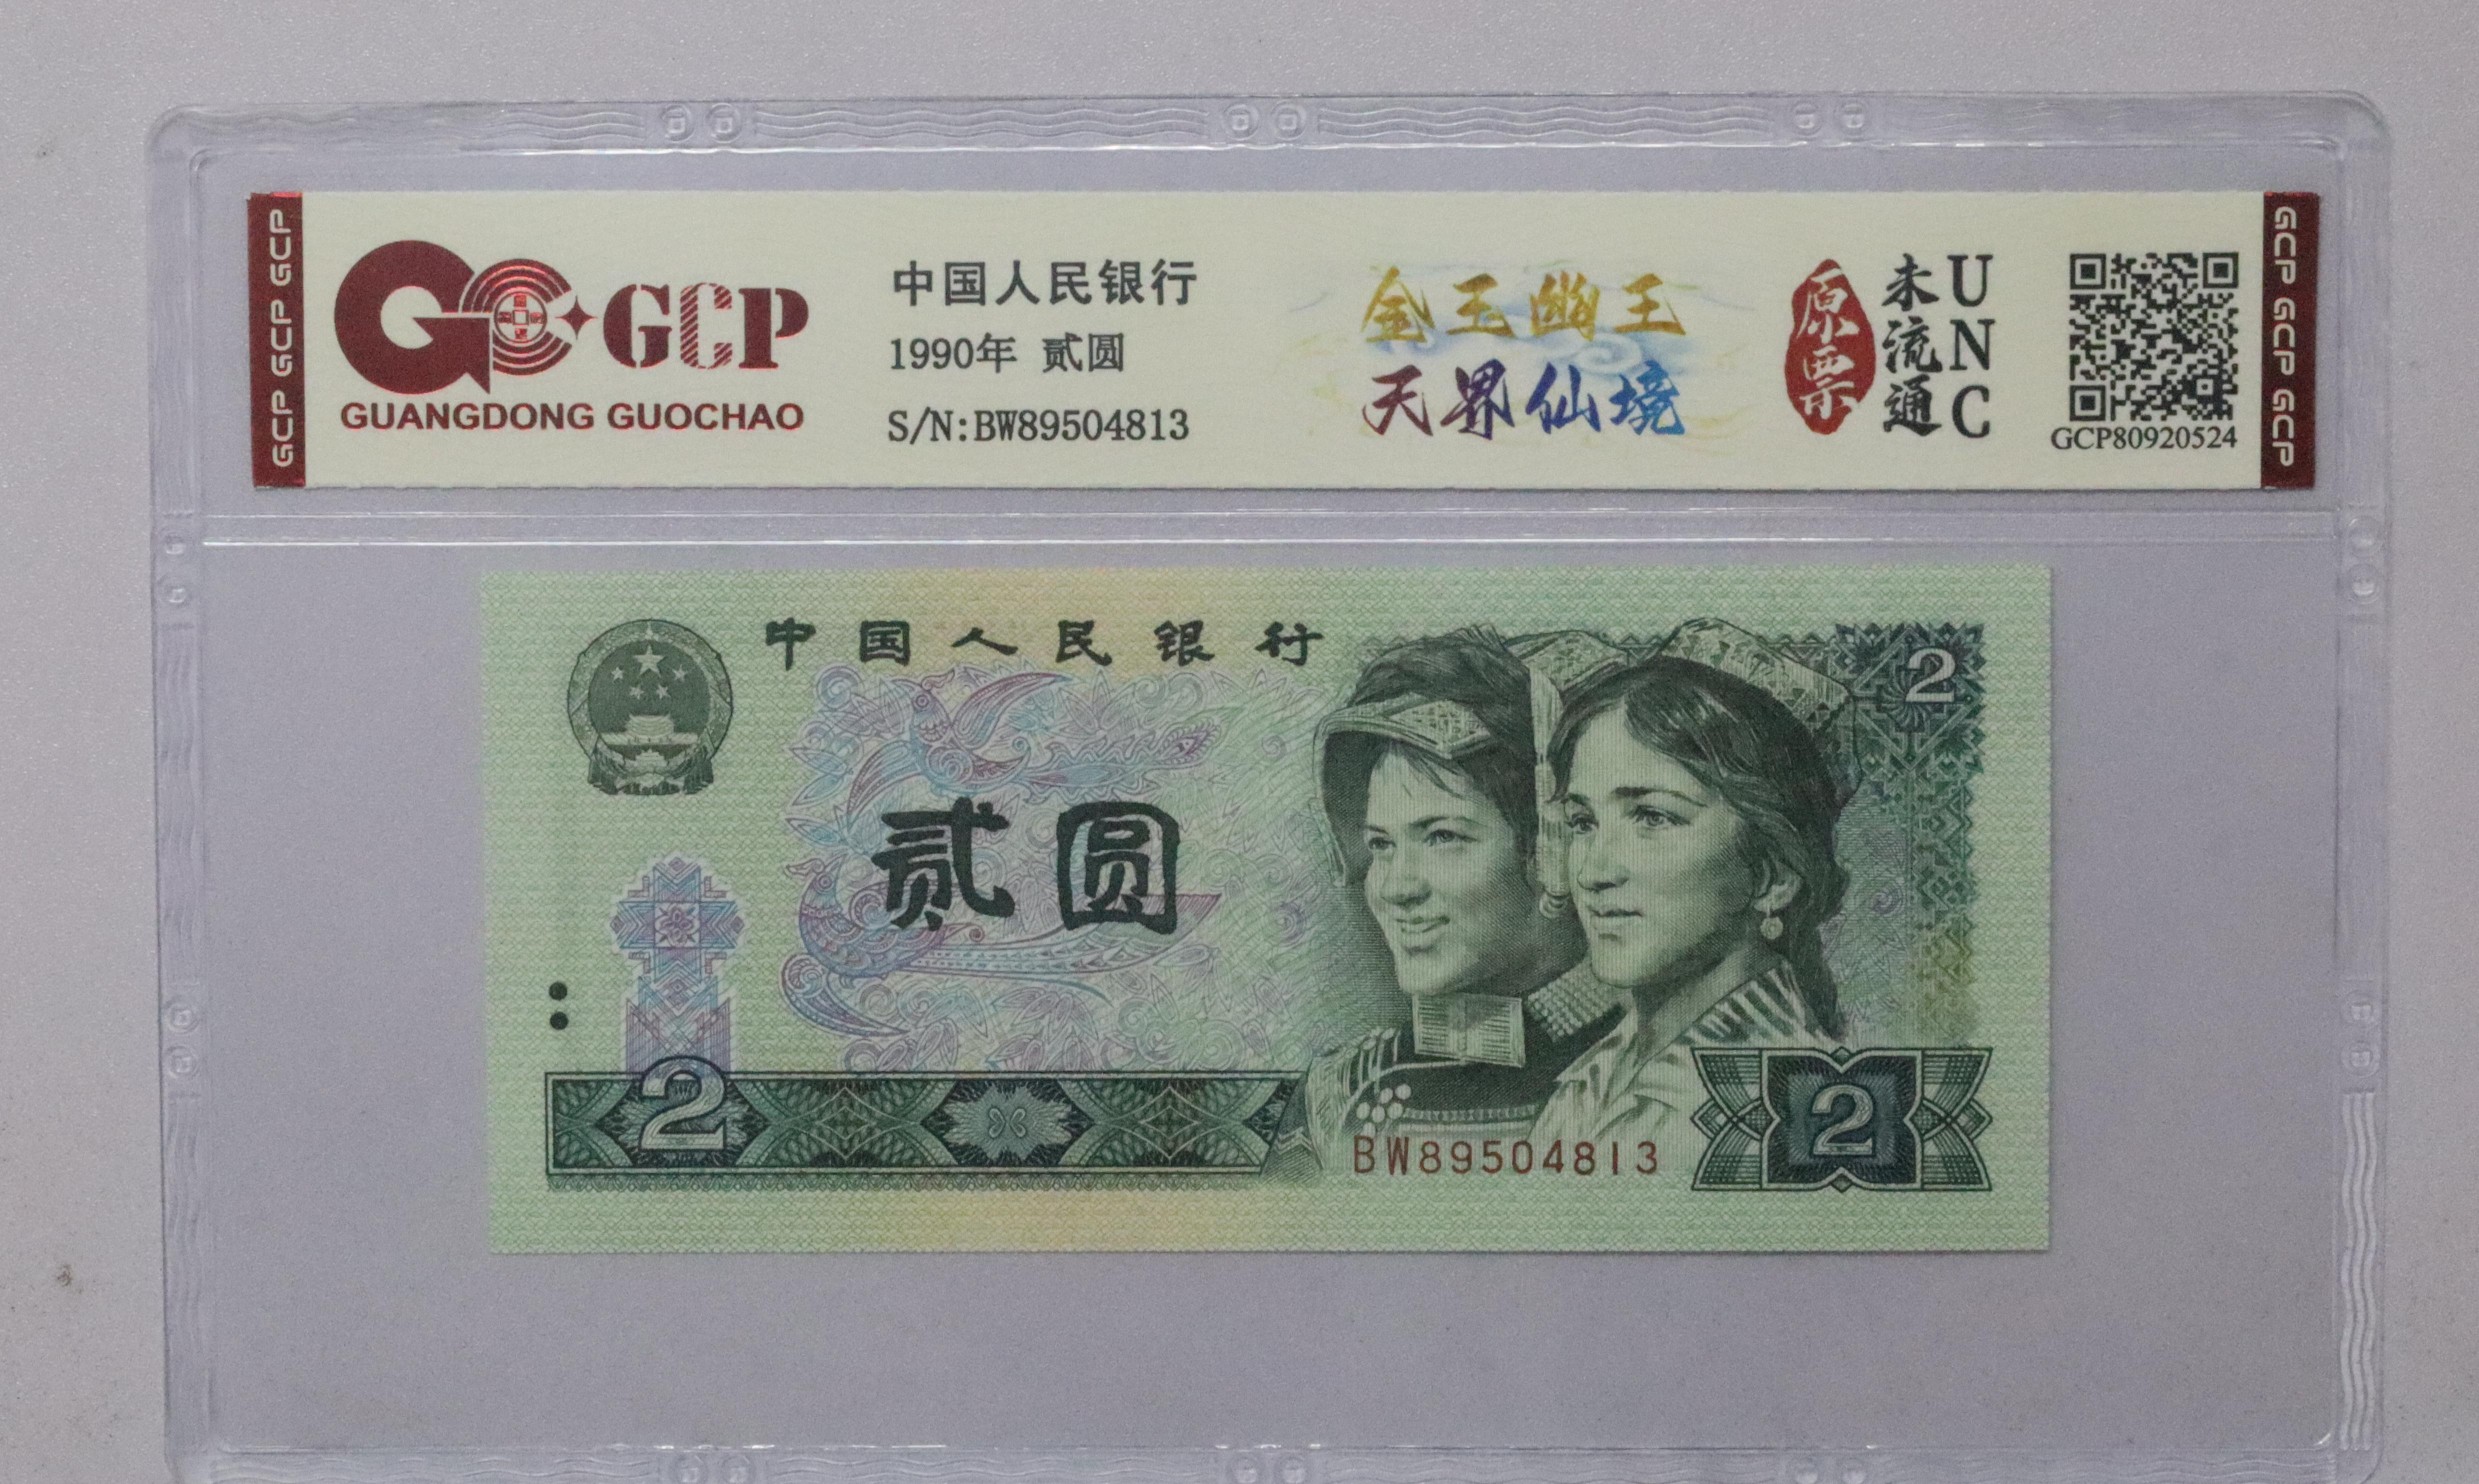 GCP GCP GCP
GCP
GUANGDONG GUOCHAO
中国人民银行
1990年 贰圆
S/N:BW89504813
金玉幽王
天界仙境
原票
未流通
UNC
GCP80920524
GCP GCP GCP
中国人民银行
2
贰圆
2
BW89504813
2